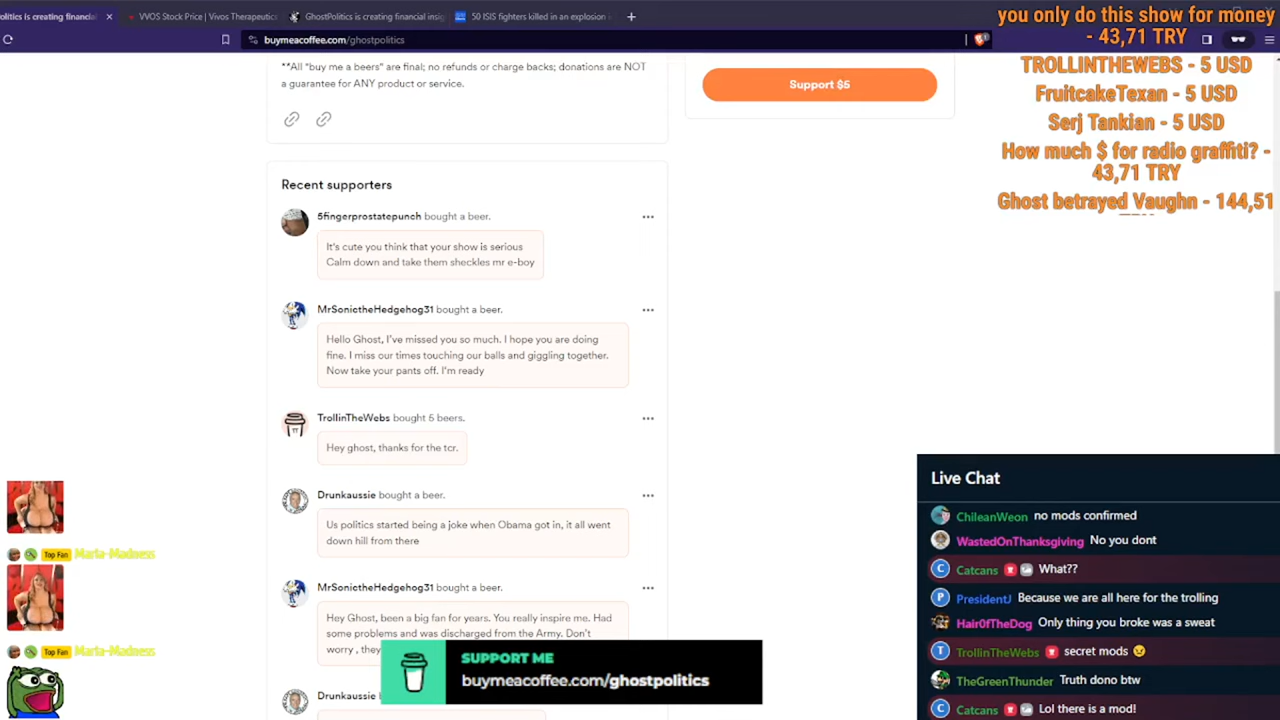 olitics is creating financial
VVOS Stock Price | Vivos Therapeutics
GhostPolitics is creating financial insig
50 ISIS fighters killed in an explosion i
buymeacoffee.com/ghostpolitics
you only do this show for money
- 43,71 TRY
TROLLINTHEWEBS - 5 USD
FruitcakeTexan - 5 USD
Serj Tankian - 5 USD
How much $ for radio graffiti? -
43,71 TRY
Ghost betrayed Vaughn - 144,51
**All “buy me a beers” are final; no refunds or charge backs; donations are NOT
a guarantee for ANY product or service.
Support $5
Recent supporters
5fingerprostatepunch bought a beer.
It's cute you think that your show is serious
Calm down and take them sheckles mr e-boy
MrSonictheHedgehog31 bought a beer.
Hello Ghost, I've missed you so much. I hope you are doing
fine. I miss our times touching our balls and giggling together.
Now take your pants off. I'm ready
TrollinTheWebs bought 5 beers.
Hey ghost, thanks for the tcr.
Drunkaussie bought a beer.
Us politics started being a joke when Obama got in, it all went
down hill from there
MrSonictheHedgehog31 bought a beer.
Hey Ghost, been a big fan for years. You really inspire me. Had
some problems and was discharged from the Army. Don't
worry , they
Drunkaussie
SUPPORT ME
buymeacoffee.com/ghostpolitics
Top Fan Marla-Madness
Top Fan Marla-Madness
Live Chat
ChileanWeon no mods confirmed
WastedOnThanksgiving No you dont
C Catcans What??
P PresidentJ Because we are all here for the trolling
Hair0fTheDog Only thing you broke was a sweat
T TrollinTheWebs secret mods
TheGreenThunder Truth dono btw
C Catcans Lol there is a mod!